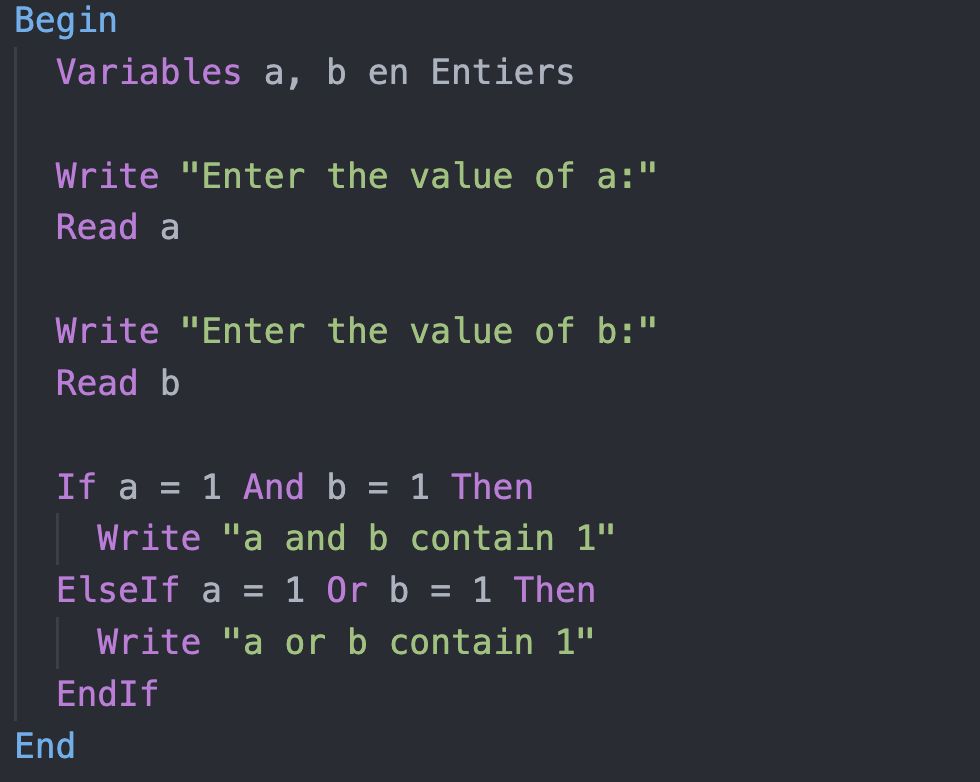 Begin
Variables a, b en Entiers
Write "Enter the value of a:"
Read a
Write "Enter the value of b:"
Read b
If a = 1 And b = 1 Then
Write "a and b contain 1"
ElseIf a = 1 Or b = 1 Then
Write "a or b contain 1"
EndIf
End